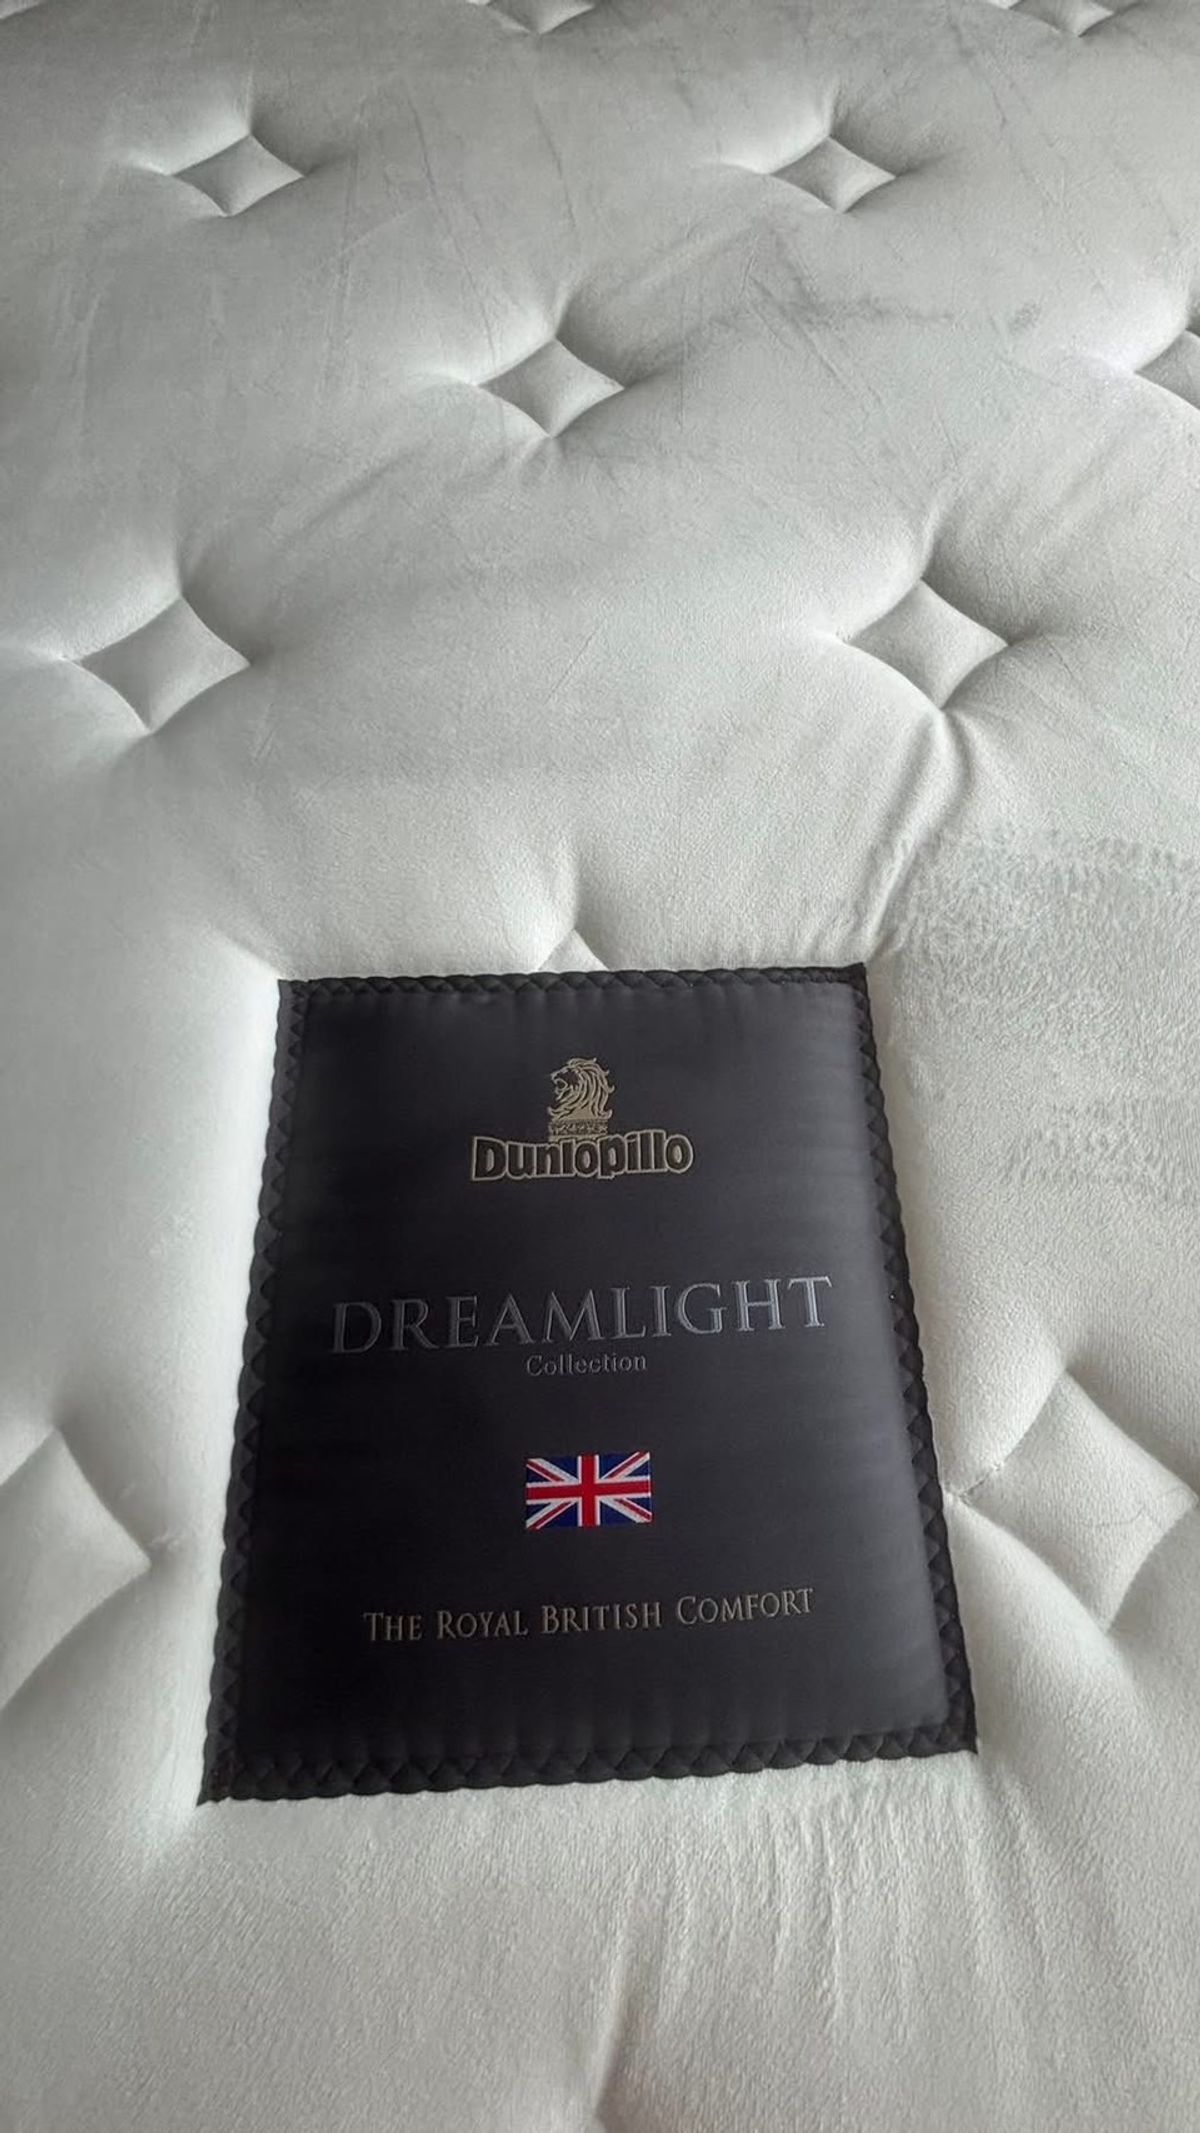 Dunlopillo
DREAMLIGHT
Collection
THE ROYAL BRITISH COMFORT